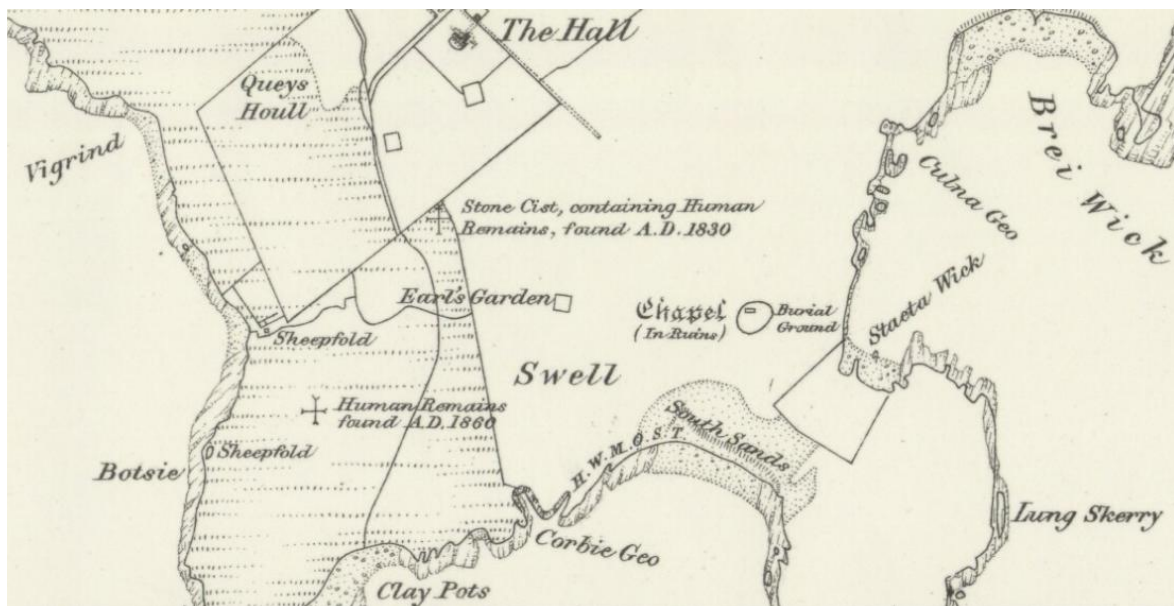 The Hall
Queys
Houll
Vigrind
Brei Wick
Culna Geo
Stone Cist, containing Human
Remains, found A.D. 1830
Staeta Wick
Earl's Garden
Chapel
(In Ruins)
Burial
Ground
Sheepfold
Swell
Human Remains
found A.D. 1860
South Sands
H.W.M.O.S.T.
Sheepfold
Botsie
Lung Skerry
Corbie Geo
Clay Pots